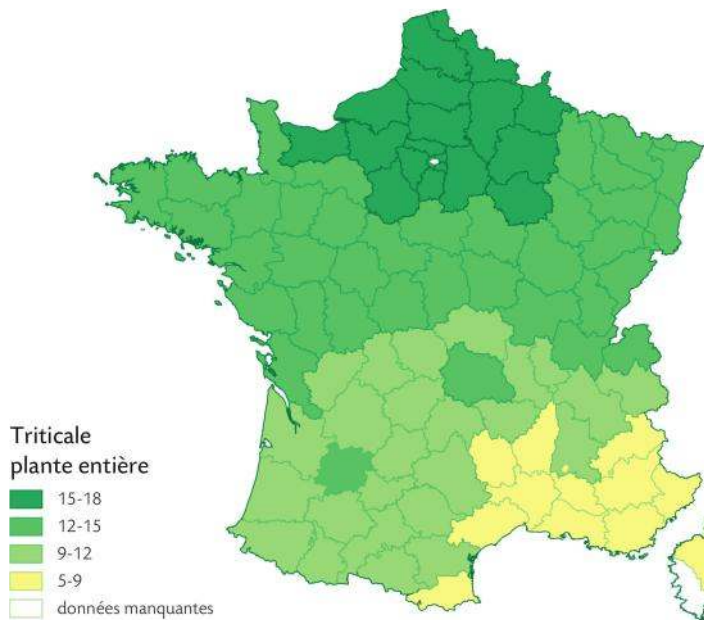 Triticale
plante entière
15-18
12-15
9-12
5-9
données manquantes